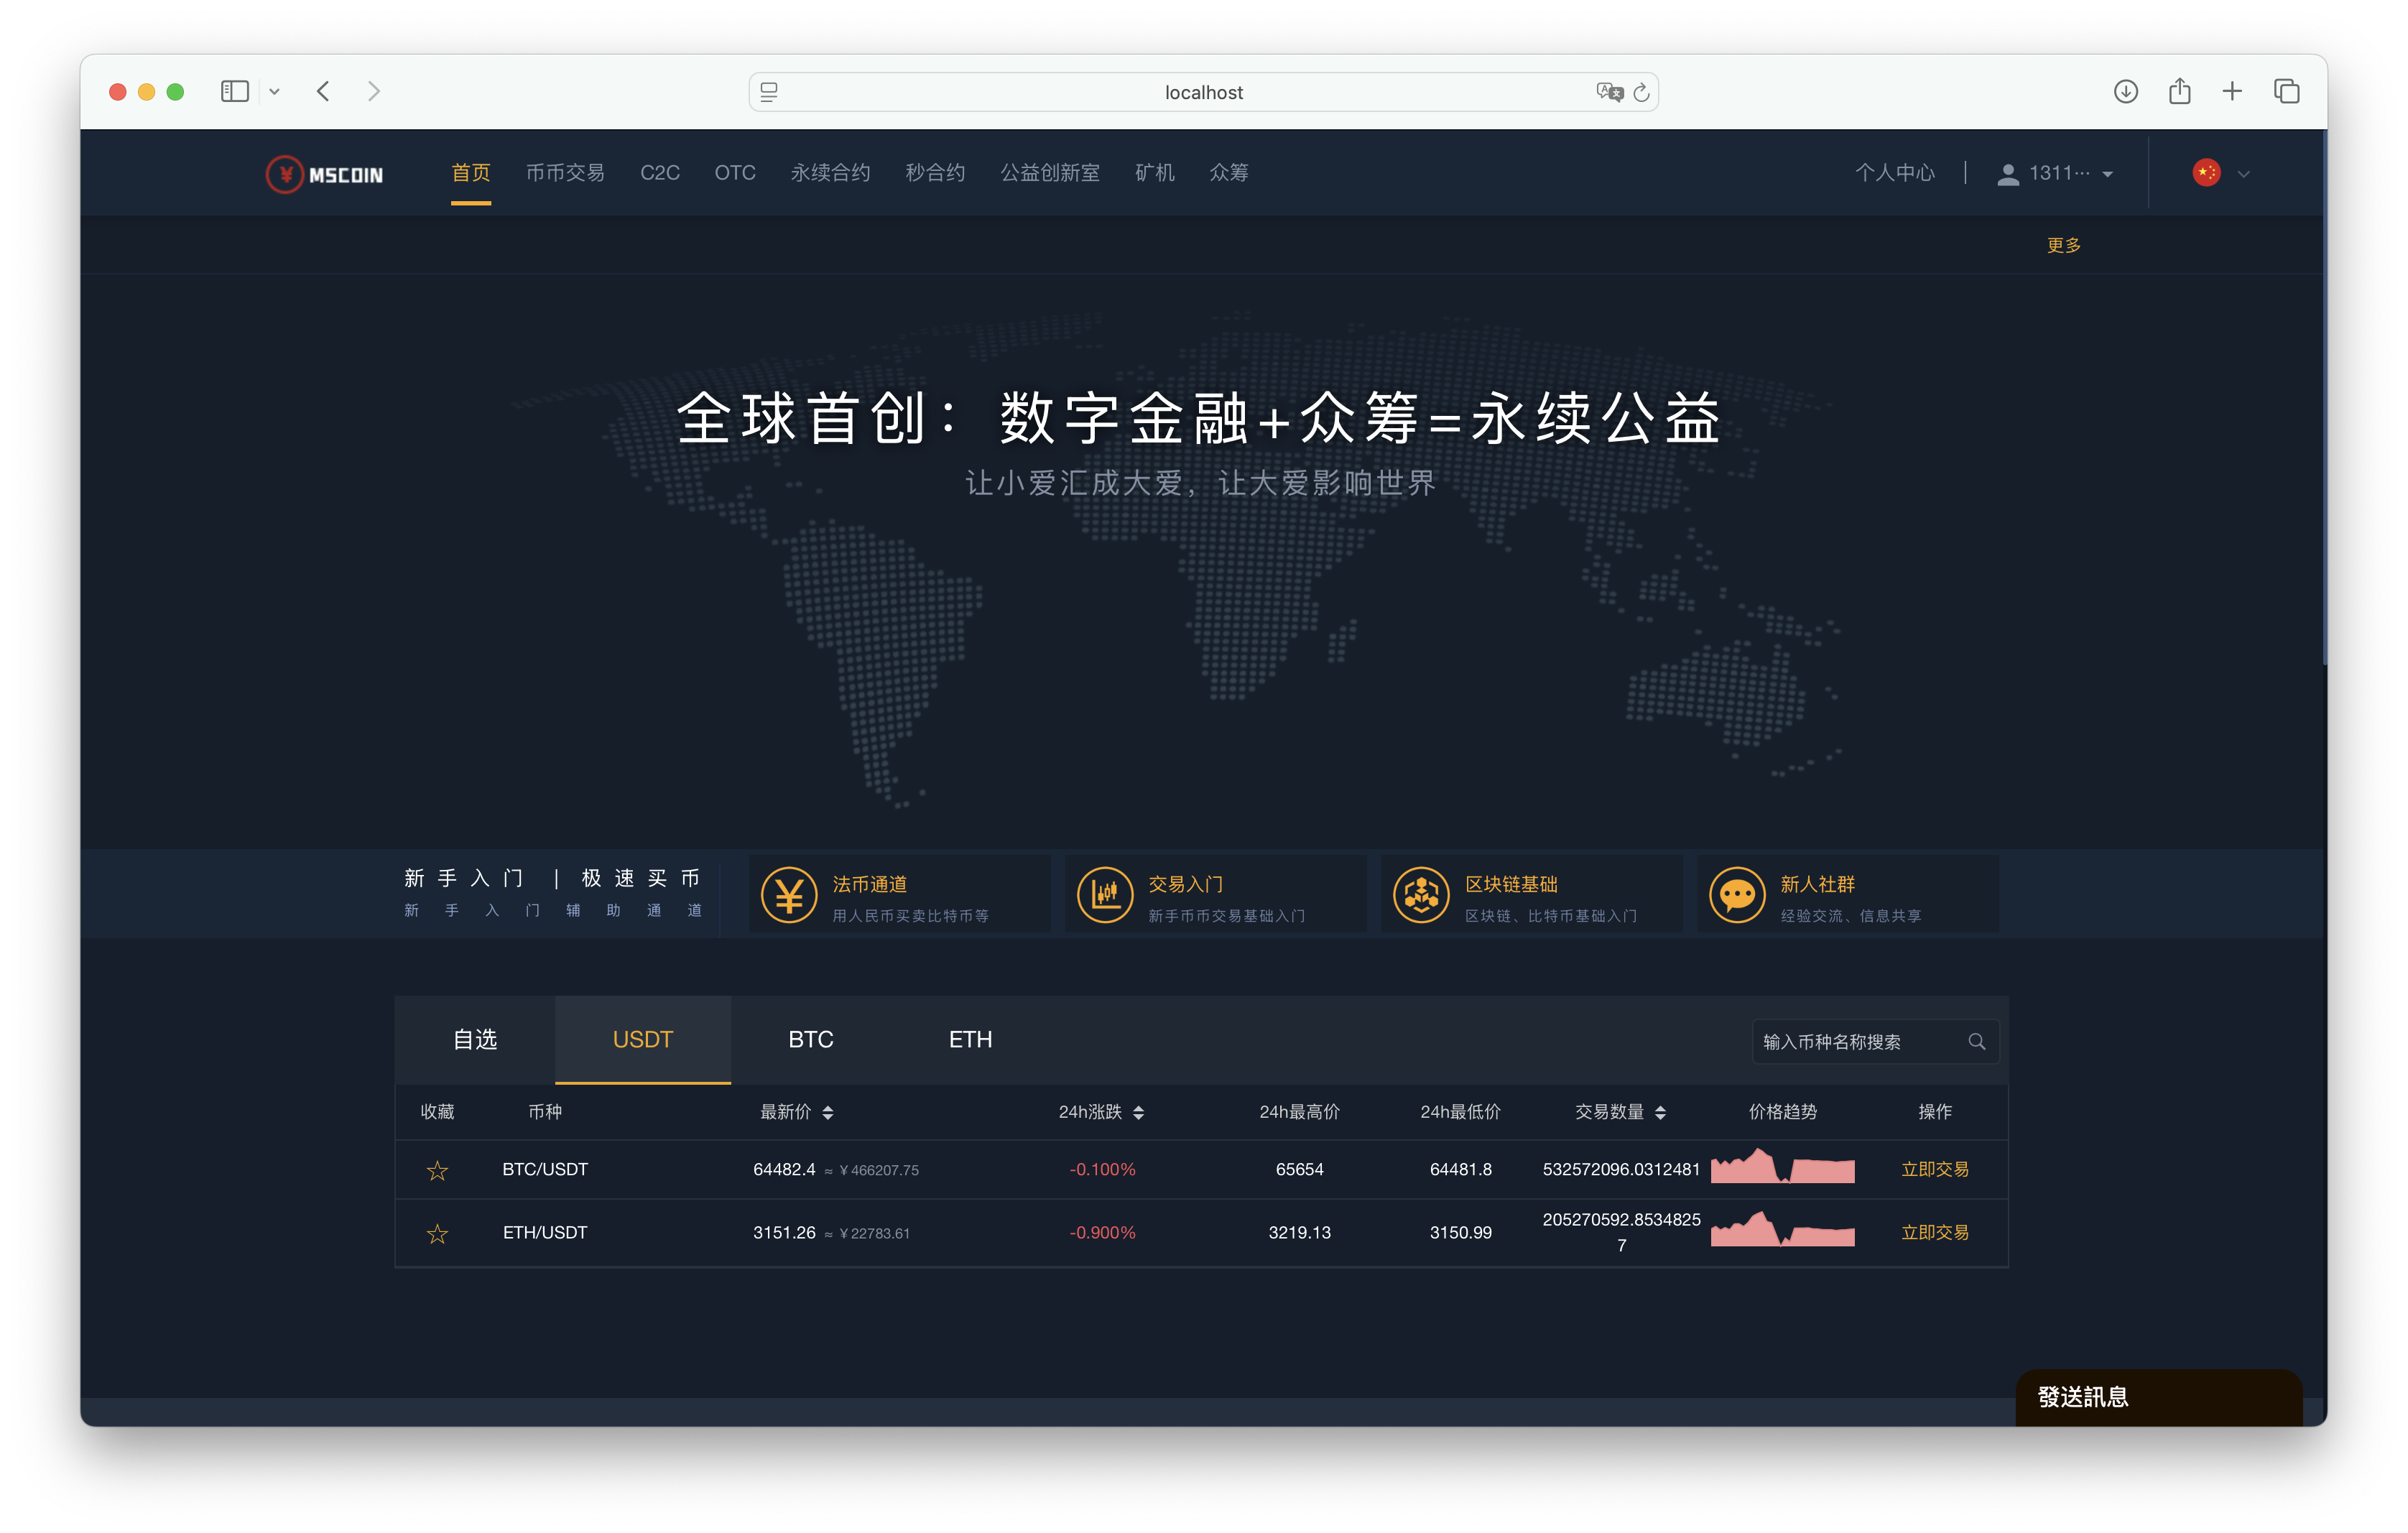 localhost
MSCOIN
首页 币币交易 C2C OTC 永续合约 秒合约 公益创新室 矿机 众筹 个人中心 | 1311···
更多
全球首创：数字金融+众筹=永续公益
让小爱汇成大爱，让大爱影响世界
新手入门 | 极速买币
新手入门辅助通道
法币通道
用人民币买卖比特币等
交易入门
新手币币交易基础入门
区块链基础
区块链、比特币基础入门
新人社群
经验交流、信息共享
自选 USDT BTC ETH 输入币种名称搜索
收藏 币种 最新价 24h涨跌 24h最高价 24h最低价 交易数量 价格趋势 操作
BTC/USDT 64482.4 ≈ ¥466207.75 -0.100% 65654 64481.8 532572096.0312481 立即交易
ETH/USDT 3151.26 ≈ ¥22783.61 -0.900% 3219.13 3150.99 205270592.8534825 立即交易
7
發送訊息